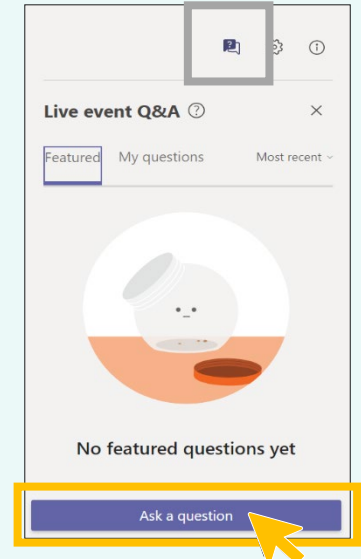 Live event Q&A
Featured My questions Most recent
No featured questions yet
Ask a question